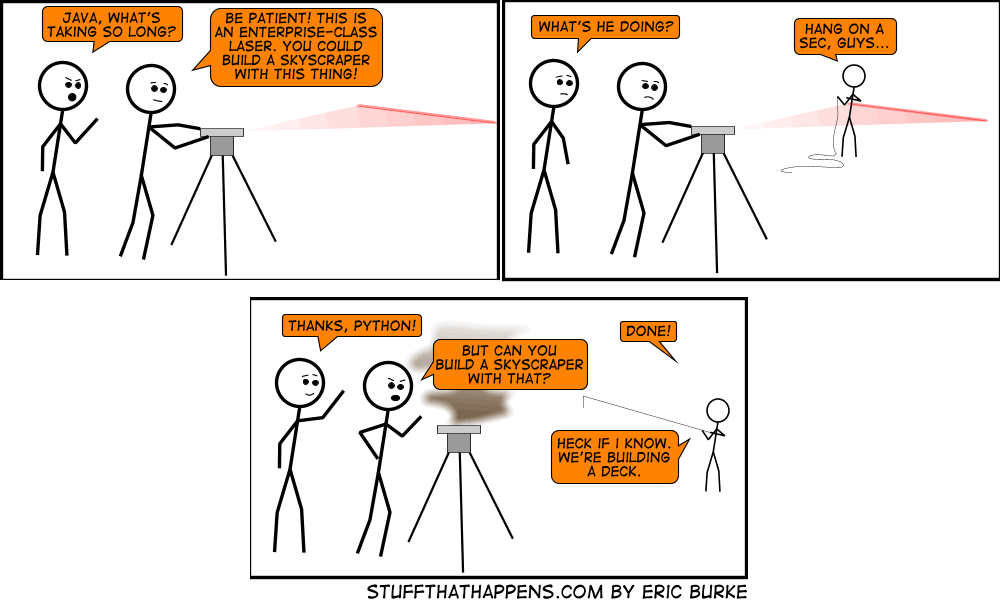 JAVA, WHAT'S
TAKING SO LONG?
BE PATIENT! THIS IS
AN ENTERPRISE-CLASS
LASER. YOU COULD
BUILD A SKYSCRAPER
WITH THIS THING!
WHAT'S HE DOING?
HANG ON A
SEC, GUYS...
THANKS, PYTHON!
BUT CAN YOU
BUILD A SKYSCRAPER
WITH THAT?
DONE!
HECK IF I KNOW.
WE'RE BUILDING
A DECK.
STUFFTHATHAPPENS.COM BY ERIC BURKE